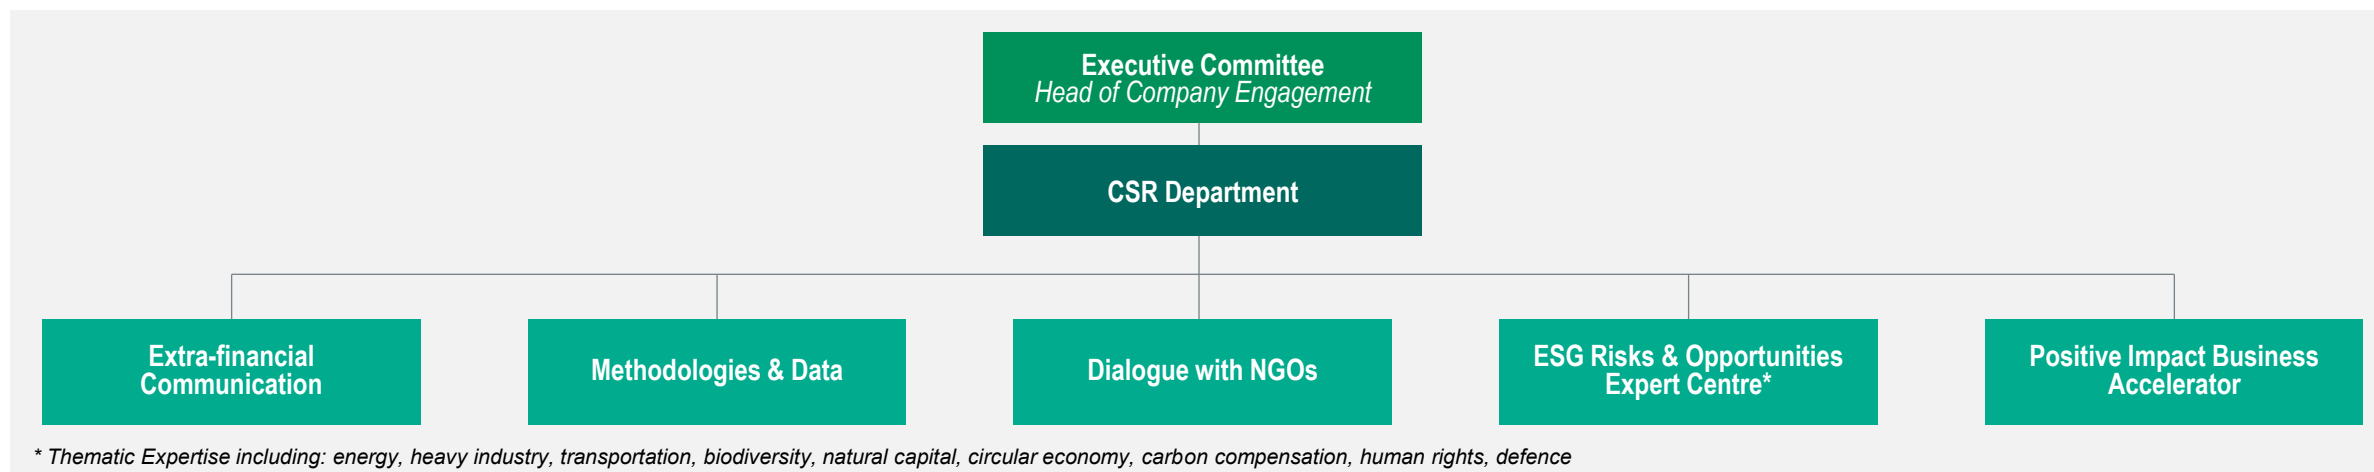 Executive Committee
Head of Company Engagement
CSR Department
Extra-financial
Communication
Methodologies & Data
Dialogue with NGOs
ESG Risks & Opportunities
Expert Centre*
Positive Impact Business
Accelerator
* Thematic Expertise including: energy, heavy industry, transportation, biodiversity, natural capital, circular economy, carbon compensation, human rights, defence